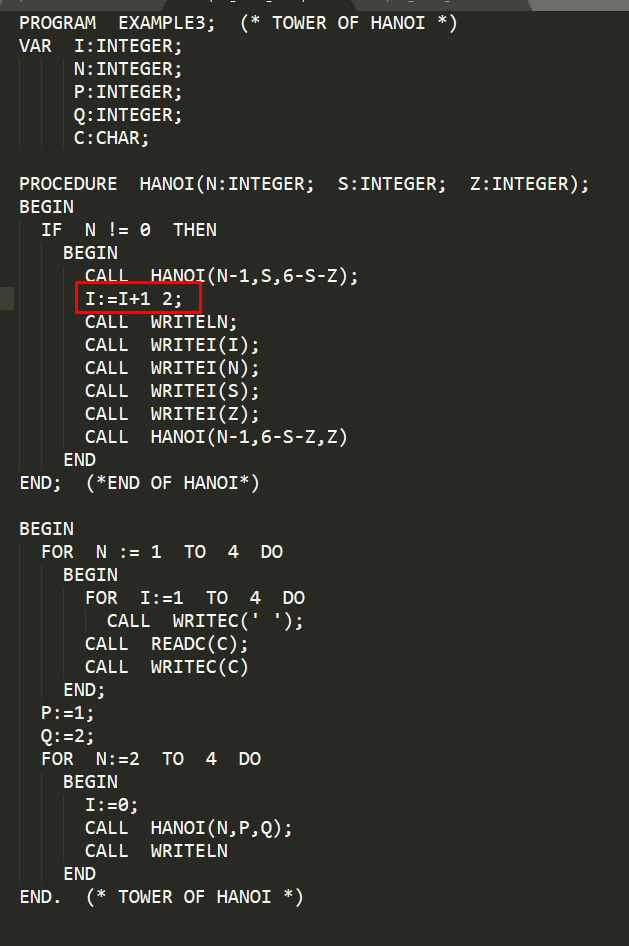 PROGRAM  EXAMPLE3;  (* TOWER OF HANOI *)
VAR  I:INTEGER;
     N:INTEGER;
     P:INTEGER;
     Q:INTEGER;
     C:CHAR;

PROCEDURE  HANOI(N:INTEGER;  S:INTEGER;  Z:INTEGER);
BEGIN
  IF  N != 0  THEN
    BEGIN
      CALL  HANOI(N-1,S,6-S-Z);
      I:=I+1 2;
      CALL  WRITELN;
      CALL  WRITEI(I);
      CALL  WRITEI(N);
      CALL  WRITEI(S);
      CALL  WRITEI(Z);
      CALL  HANOI(N-1,6-S-Z,Z)
    END
END;  (*END OF HANOI*)

BEGIN
  FOR  N := 1  TO  4  DO
    BEGIN
      FOR  I:=1  TO  4  DO
        CALL  WRITEC(' ');
      CALL  READC(C);
      CALL  WRITEC(C)
    END;
  P:=1;
  Q:=2;
  FOR  N:=2  TO  4  DO
    BEGIN
      I:=0;
      CALL  HANOI(N,P,Q);
      CALL  WRITELN
    END
END.  (* TOWER OF HANOI *)